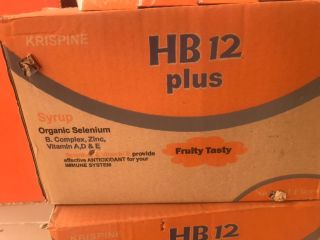 KRISPINE
HB 12
plus
Syrup
Organic Selenium
B. Complex, Zinc,
Vitamin A,D & E
provide
effective ANTIOXIDANT for your
IMMUNE SYSTEM
Fruity Tasty
KRISPINE
HB 12